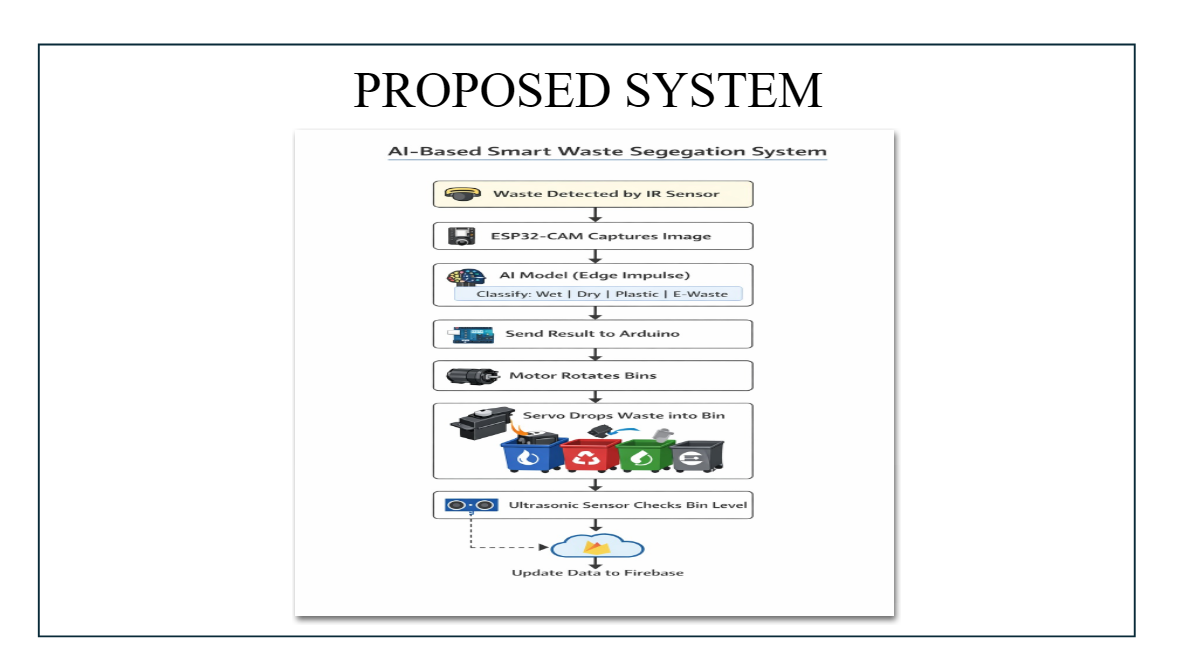 PROPOSED SYSTEM
AI-Based Smart Waste Segegation System
Waste Detected by IR Sensor
ESP32-CAM Captures Image
AI Model (Edge Impulse)
Classify: Wet | Dry | Plastic | E-Waste
Send Result to Arduino
Motor Rotates Bins
Servo Drops Waste into Bin
Ultrasonic Sensor Checks Bin Level
Update Data to Firebase